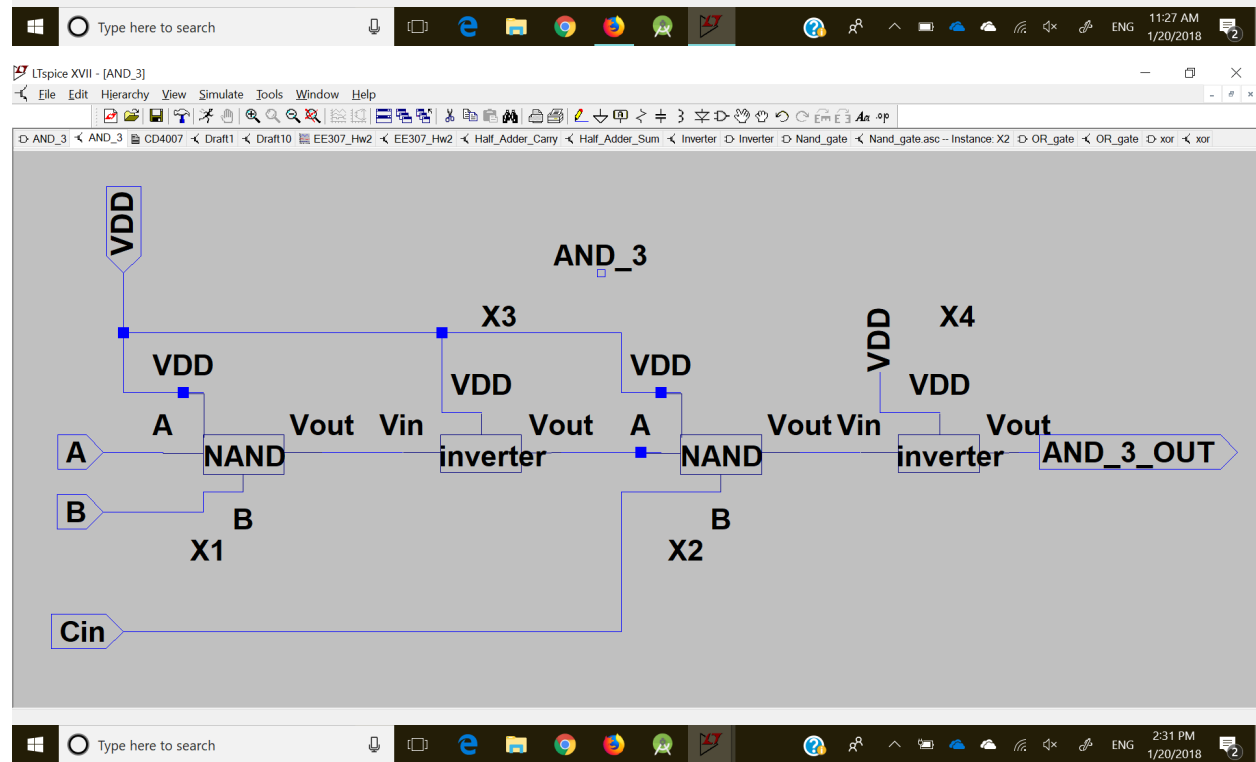 Type here to search
ENG
11:27 AM
1/20/2018
2
LTspice XVII - [AND_3]
File Edit Hierarchy View Simulate Tools Window Help
Aa .op
AND_3 AND_3 CD4007 Draft1 Draft10 EE307_Hw2 EE307_Hw2 Half_Adder_Carry Half_Adder_Sum Inverter Inverter Nand_gate Nand_gate.asc -- Instance: X2 OR_gate OR_gate xor xor
VDD
AND_3
X3
VDD
X4
VDD
VDD
VDD
VDD
A
Vout
Vin
Vout
A
Vout
Vin
Vout
A
NAND
inverter
NAND
inverter
AND_3_OUT
B
B
B
X1
X2
Cin
Type here to search
ENG
2:31 PM
1/20/2018
2